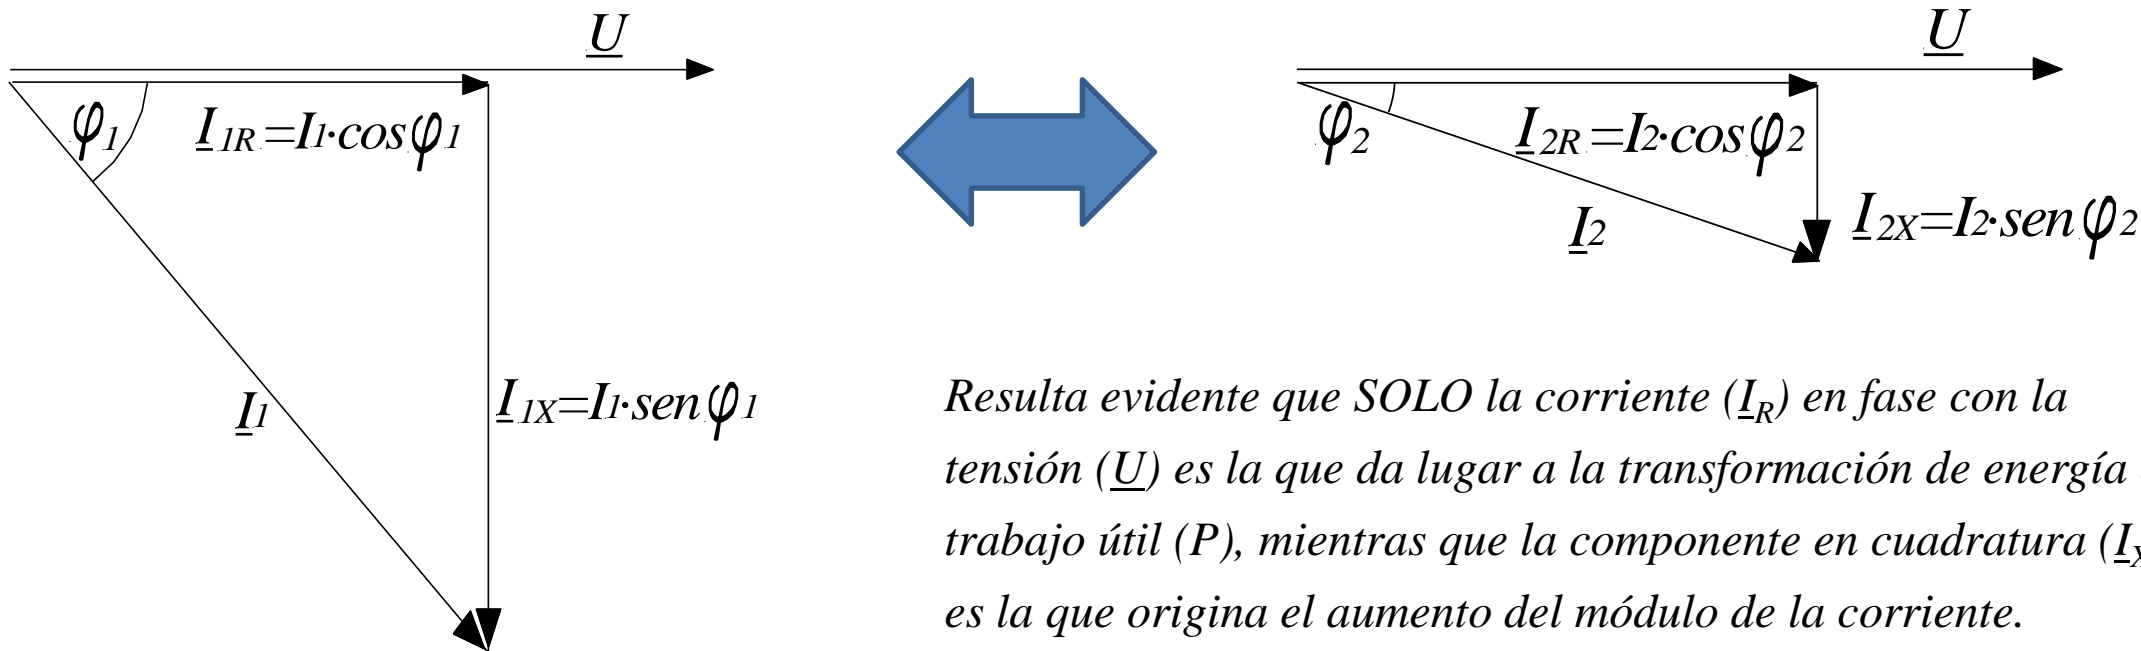 U
U
φ1
I1R=I1·cosφ1
φ2
I2R=I2·cosφ2
I2X=I2·senφ2
I2
I1
I1X=I1·senφ1
Resulta evidente que SOLO la corriente (IR) en fase con la
tensión (U) es la que da lugar a la transformación de energía
trabajo útil (P), mientras que la componente en cuadratura (IX
es la que origina el aumento del módulo de la corriente.